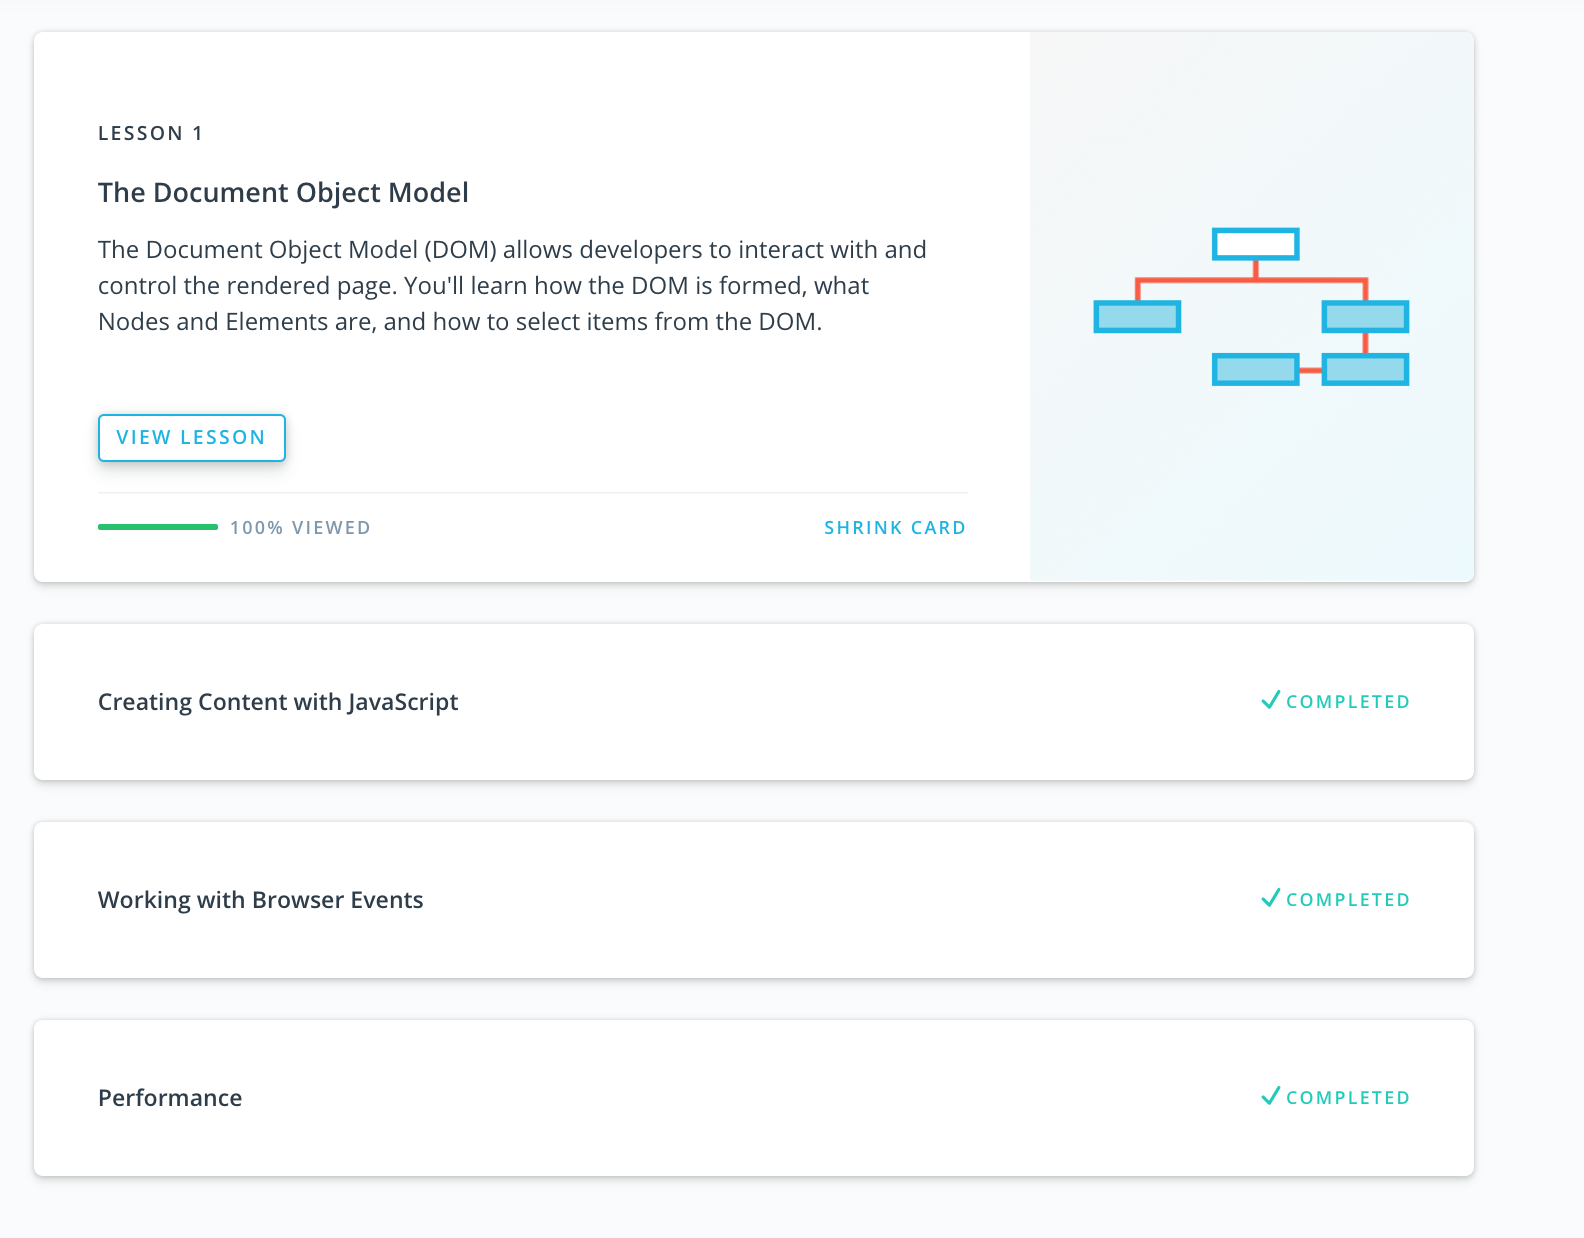 LESSON 1
The Document Object Model
The Document Object Model (DOM) allows developers to interact with and
control the rendered page. You'll learn how the DOM is formed, what
Nodes and Elements are, and how to select items from the DOM.
VIEW LESSON
100% VIEWED
SHRINK CARD
Creating Content with JavaScript
COMPLETED
Working with Browser Events
COMPLETED
Performance
COMPLETED